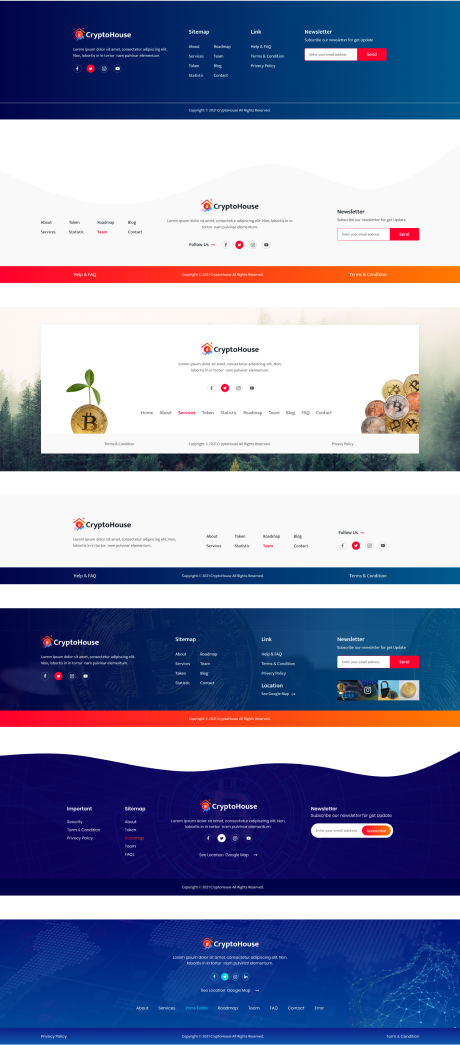 CryptoHouse
Lorem ipsum dolor sit amet, consectetur adipiscing elit.
Non, lobortis in in tortor nam pulvinar elmentum.
Sitemap
About Roadmap
Services Team
Token Blog
Statistic Contact
Link
Help & FAQ
Terms & Condition
Privacy Policy
Newsletter
Subscribe our newsletter for get Update
Enter your email address Send
Copyright © 2021 CryptoHouse All Rights Reserved.
About Token Roadmap Blog
Services Statistic Team Contact
CryptoHouse
Lorem ipsum dolor sit amet, consectetur adipiscing elit. Non, lobortis in in
tortor nam pulvinar elmentum.
Follow Us
Newsletter
Subscribe our newsletter for get Update
Enter your email address Send
Help & FAQ Copyright © 2021 CryptoHouse All Rights Reserved. Terms & Condition
CryptoHouse
Lorem ipsum dolor sit amet, consectetur adipiscing elit. Non,
lobortis in in tortor nam pulvinar elmentum.
Home About Services Token Statistic Roadmap Team Blog FAQ Contact
Terms & Condition Copyright © 2021 CryptoHouse All Rights Reserved. Privacy Policy
CryptoHouse
Lorem ipsum dolor sit amet, consectetur adipiscing elit. Non,
lobortis in in tortor nam pulvinar elmentum.
About Token Roadmap Blog
Services Statistic Team Contact
Follow Us
Help & FAQ Copyright © 2021 CryptoHouse All Rights Reserved. Terms & Condition
CryptoHouse
Lorem ipsum dolor sit amet, consectetur adipiscing elit.
Non, lobortis in in tortor nam pulvinar elmentum.
Sitemap
About Roadmap
Services Team
Token Blog
Statistic Contact
Link
Help & FAQ
Terms & Condition
Privacy Policy
Location
See Google Map
Newsletter
Subscribe our newsletter for get Update
Enter your email address Send
Copyright © 2021 CryptoHouse All Rights Reserved.
Important
Security
Term & Condition
Privacy Policy
Sitemap
About
Token
Roadmap
Team
FAQs
CryptoHouse
Lorem ipsum dolor sit amet, consectetur adipiscing elit. Non,
lobortis in in tortor nam pulvinar elmentum.
See Location Google Map
Newsletter
Subscribe our newsletter for get Update
Enter your email address Subscribe
Copyright © 2021 CryptoHouse All Rights Reserved.
CryptoHouse
Lorem ipsum dolor sit amet, consectetur adipiscing elit. Non,
lobortis in in tortor nam pulvinar elmentum.
See Location Google Map
About Services Price Table Roadmap Team FAQ Contact Error
Privacy Policy Copyright © 2021 CryptoHouse All Rights Reserved. Terms & Condition